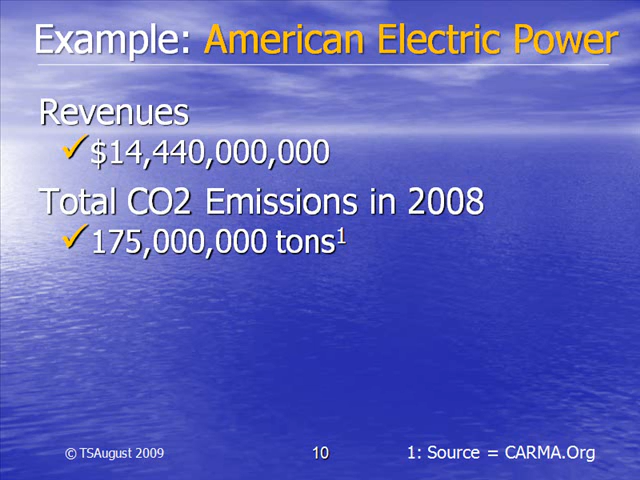 Example: American Electric Power
Revenues
✓$14,440,000,000
Total CO2 Emissions in 2008
✓175,000,000 tons¹
© TSAugust 2009
10
1: Source = CARMA.Org